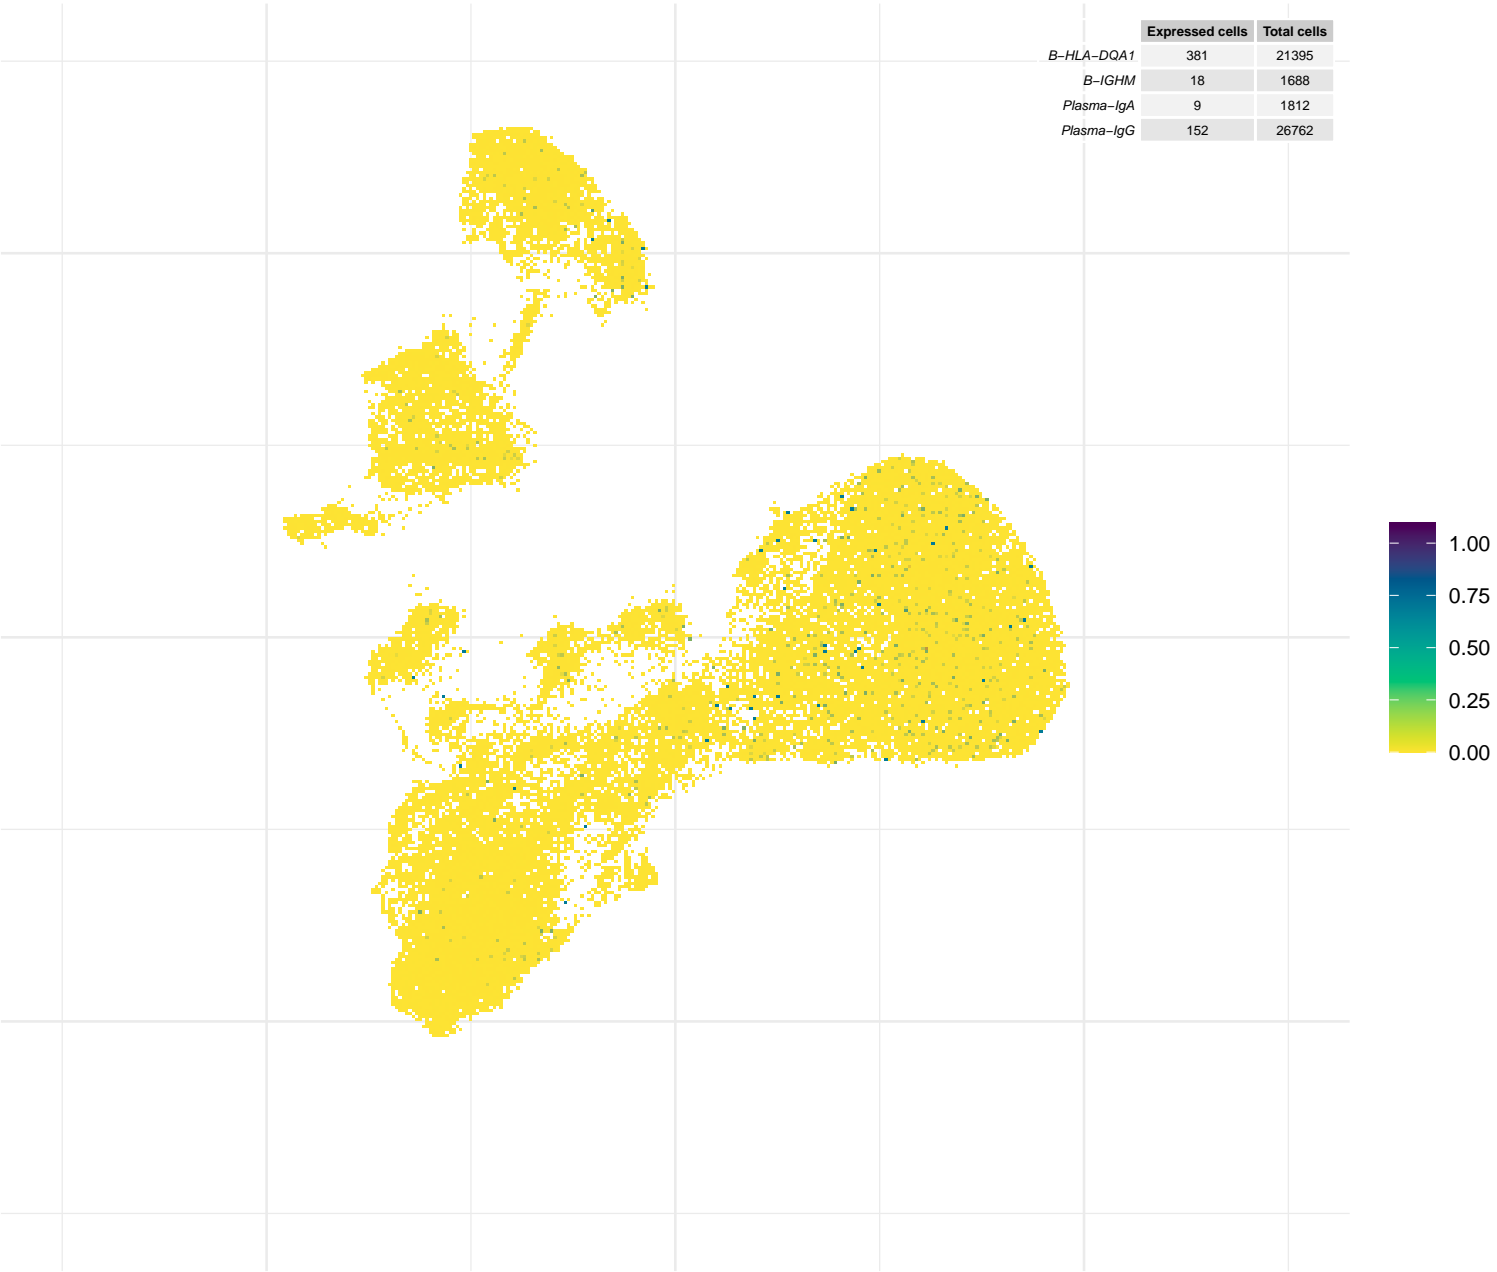 Expressed cells Total cells
B−HLA−DQA1 381 21395
B−IGHM 18 1688
Plasma−IgA 9 1812
Plasma−IgG 152 26762
1.00
0.75
0.50
0.25
0.00